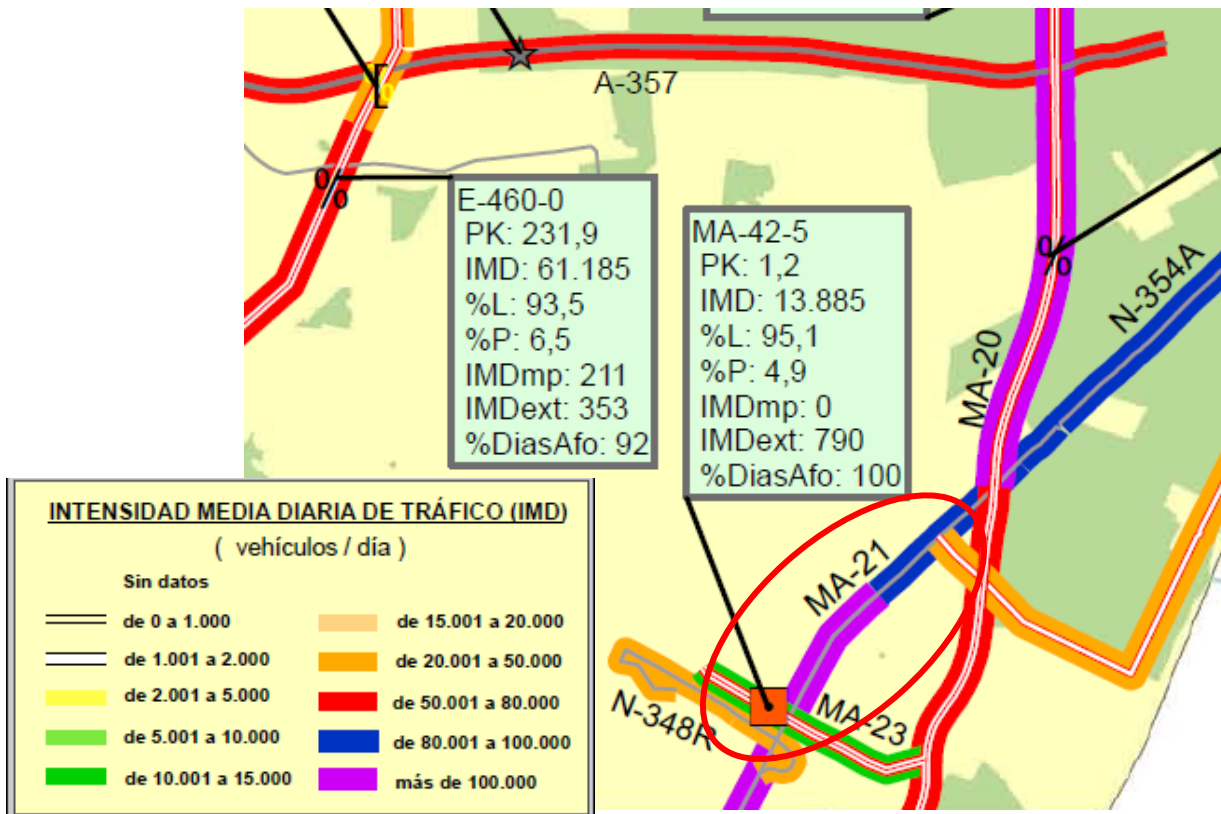 A-357
E-460-0
PK: 231,9
IMD: 61.185
%L: 93,5
%P: 6,5
IMDmp: 211
IMDext: 353
%DiasAfo: 92
MA-42-5
PK: 1,2
IMD: 13.885
%L: 95,1
%P: 4,9
IMDmp: 0
IMDext: 790
%DiasAfo: 100
%
N-354A
MA-20
MA-21
MA-23
N-348R
INTENSIDAD MEDIA DIARIA DE TRÁFICO (IMD)
( vehículos / día )
Sin datos
de 0 a 1.000
de 1.001 a 2.000
de 2.001 a 5.000
de 5.001 a 10.000
de 10.001 a 15.000
de 15.001 a 20.000
de 20.001 a 50.000
de 50.001 a 80.000
de 80.001 a 100.000
más de 100.000